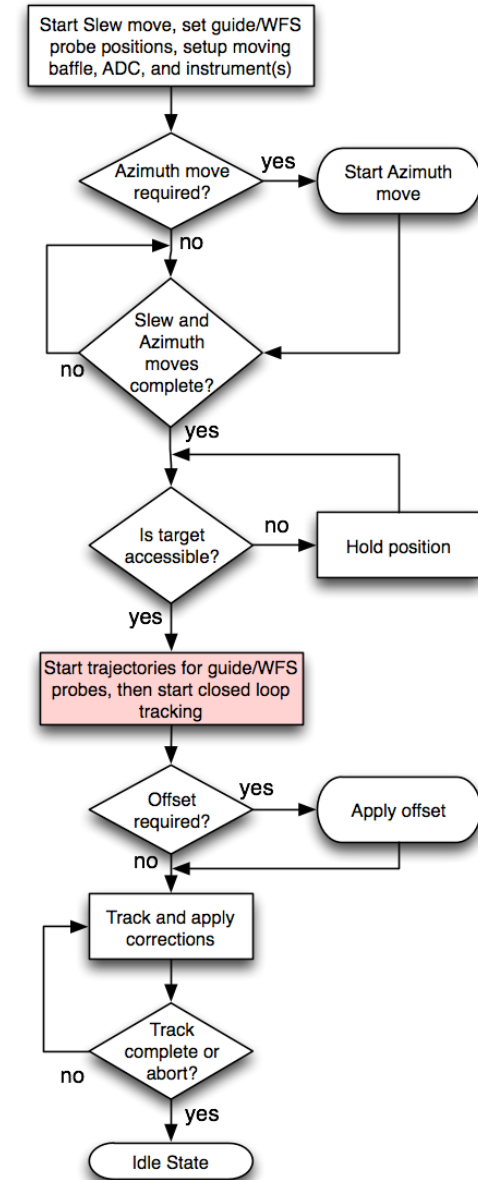 Start Slew move, set guide/WFS
probe positions, setup moving
baffle, ADC, and instrument(s)
Azimuth move
required?
yes
Start Azimuth
move
no
Slew and
Azimuth
moves
complete?
no
yes
Is target
accessible?
no
Hold position
yes
Start trajectories for guide/WFS
probes, then start closed loop
tracking
Offset
required?
yes
Apply offset
no
Track and apply
corrections
Track
complete or
abort?
no
yes
Idle State